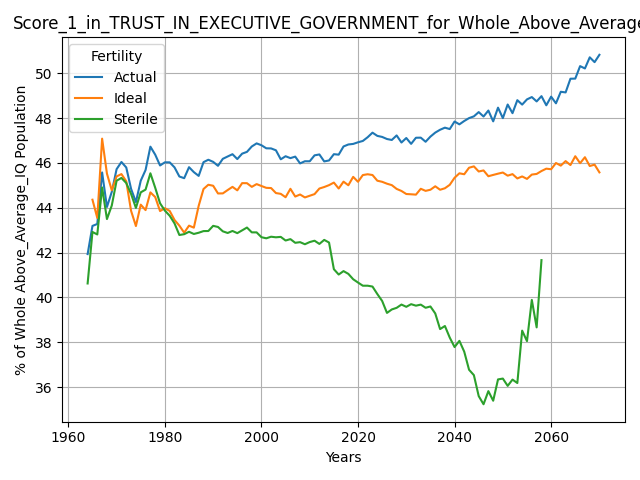 Score_1_in_TRUST_IN_EXECUTIVE_GOVERNMENT_for_Whole_Above_Average
Fertility
Actual
Ideal
Sterile
% of Whole Above_Average_IQ Population
50
48
46
44
42
40
38
36
1960
1980
2000
2020
2040
2060
Years